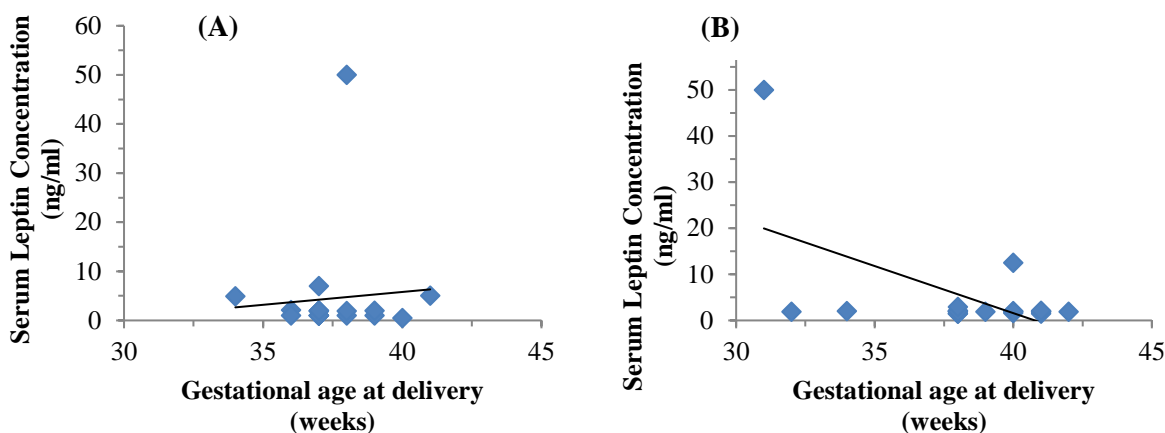 (A)
Serum Leptin Concentration
(ng/ml)
60
50
40
30
20
10
0
30 35 40 45
Gestational age at delivery
(weeks)
(B)
Serum Leptin Concentration
(ng/ml)
50
40
30
20
10
0
30 35 40 45
Gestational age at delivery
(weeks)